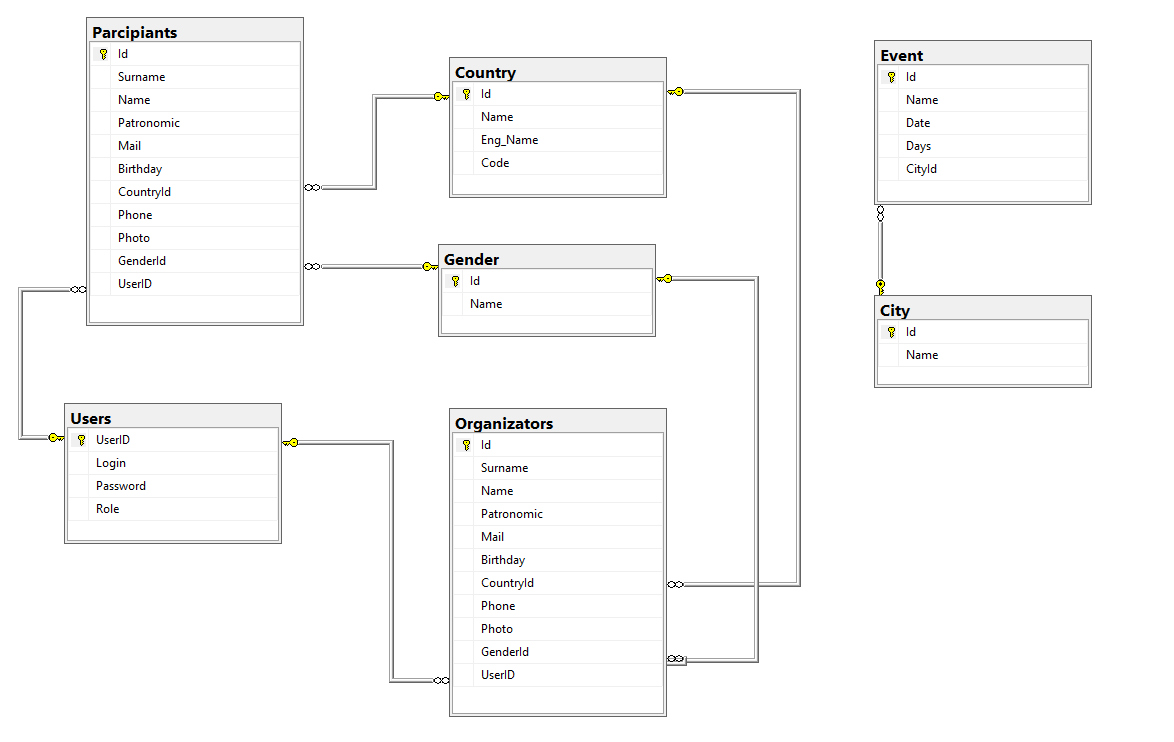 Parcipiants
Id
Surname
Name
Patronomic
Mail
Birthday
CountryId
Phone
Photo
GenderId
UserID
Country
Id
Name
Eng_Name
Code
Event
Id
Name
Date
Days
CityId
Gender
Id
Name
City
Id
Name
Users
UserID
Login
Password
Role
Organizators
Id
Surname
Name
Patronomic
Mail
Birthday
CountryId
Phone
Photo
GenderId
UserID